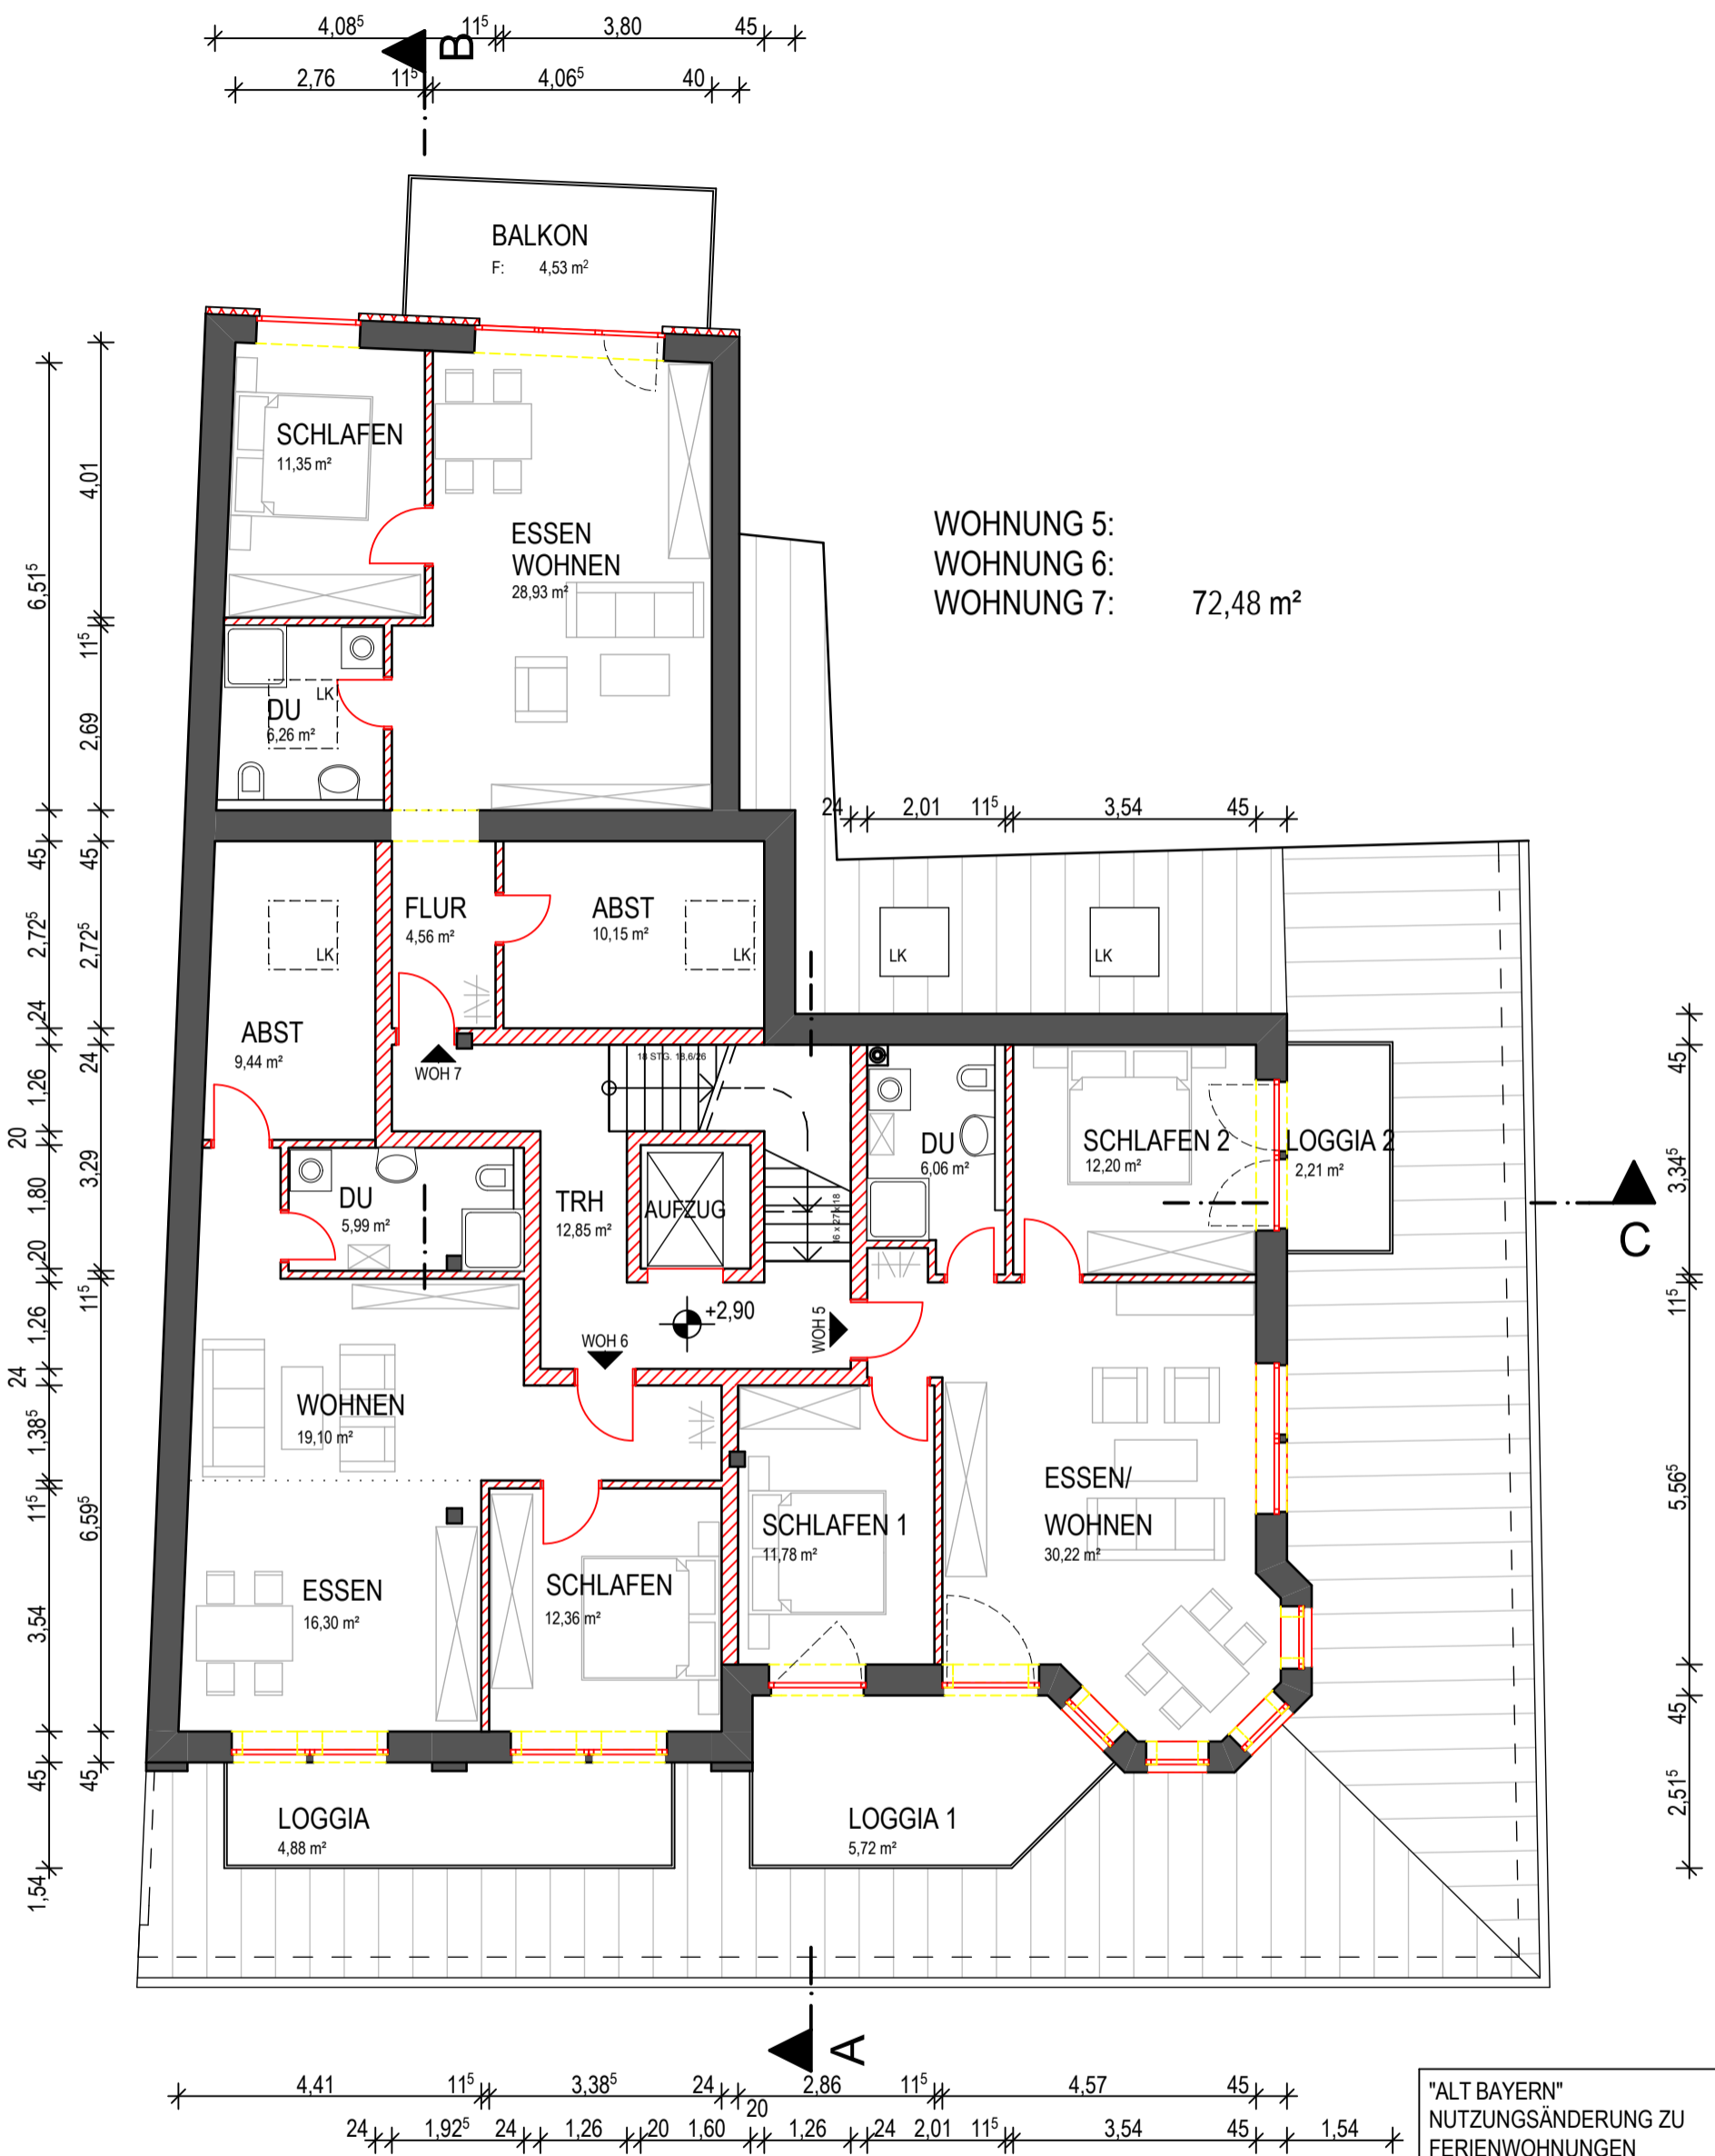 4,08⁵ 11⁵ 3,80 45
B
2,76 11⁵ 4,06⁵ 40
BALKON
F: 4,53 m²
SCHLAFEN
11,35 m²
ESSEN
WOHNEN
28,93 m²
WOHNUNG 5:
WOHNUNG 6:
WOHNUNG 7: 72,48 m²
LK
DU
6,26 m²
24 2,01 11⁵ 3,54 45
FLUR
4,56 m²
ABST
10,15 m²
LK
LK
LK
LK
ABST
9,44 m²
WOH 7
18 STG. 18,6/26
DU
6,06 m²
SCHLAFEN 2
12,20 m²
LOGGIA 2
2,21 m²
DU
5,99 m²
TRH
12,85 m²
AUFZUG
16 x 27 x 18
C
+2,90
WOH 6
WOH 5
WOHNEN
19,10 m²
ESSEN/
WOHNEN
30,22 m²
SCHLAFEN 1
11,78 m²
ESSEN
16,30 m²
SCHLAFEN
12,36 m²
LOGGIA
4,88 m²
LOGGIA 1
5,72 m²
6,51⁵
45
2,72⁵
24
1,26
20
1,80
20
1,26
24
1,38⁵
11⁵
3,54
45
1,54
4,01
11⁵
2,69
45
2,72⁵
24
3,29
11⁵
6,59⁵
45
45
3,34⁵
11⁵
5,56⁵
45
2,51⁵
A
4,41 11⁵ 3,38⁵ 24 2,86 11⁵ 4,57 45
24 1,92⁵ 24 1,26 20 1,60 20 1,26 24 2,01 11⁵ 3,54 45 1,54
"ALT BAYERN"
NUTZUNGSÄNDERUNG ZU
FERIENWOHNUNGEN